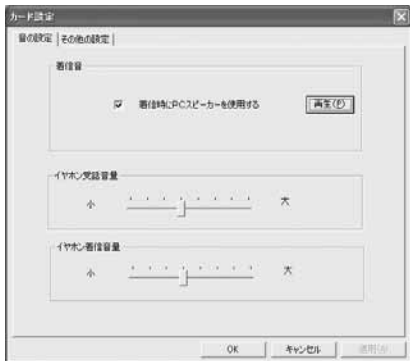 カード設定
音の設定 その他の設定
着信音
着信時にPCスピーカーを使用する 再生(P)
イヤホン受話音量
小 大
イヤホン着信音量
小 大
OK キャンセル 適用(A)